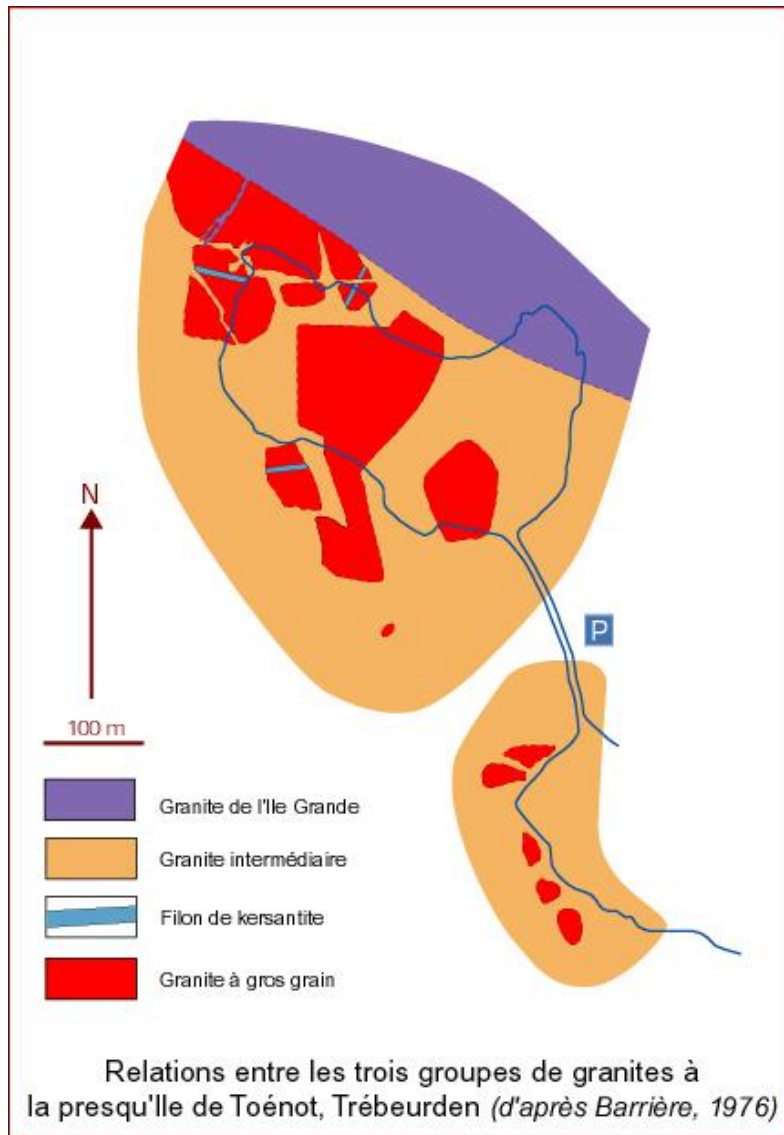 N
P
100 m
Granite de l'Ile Grande
Granite intermédiaire
Filon de kersantite
Granite à gros grain
Relations entre les trois groupes de granites à
la presqu'Ile de Toénot, Trébeurden (d'après Barrière, 1976)